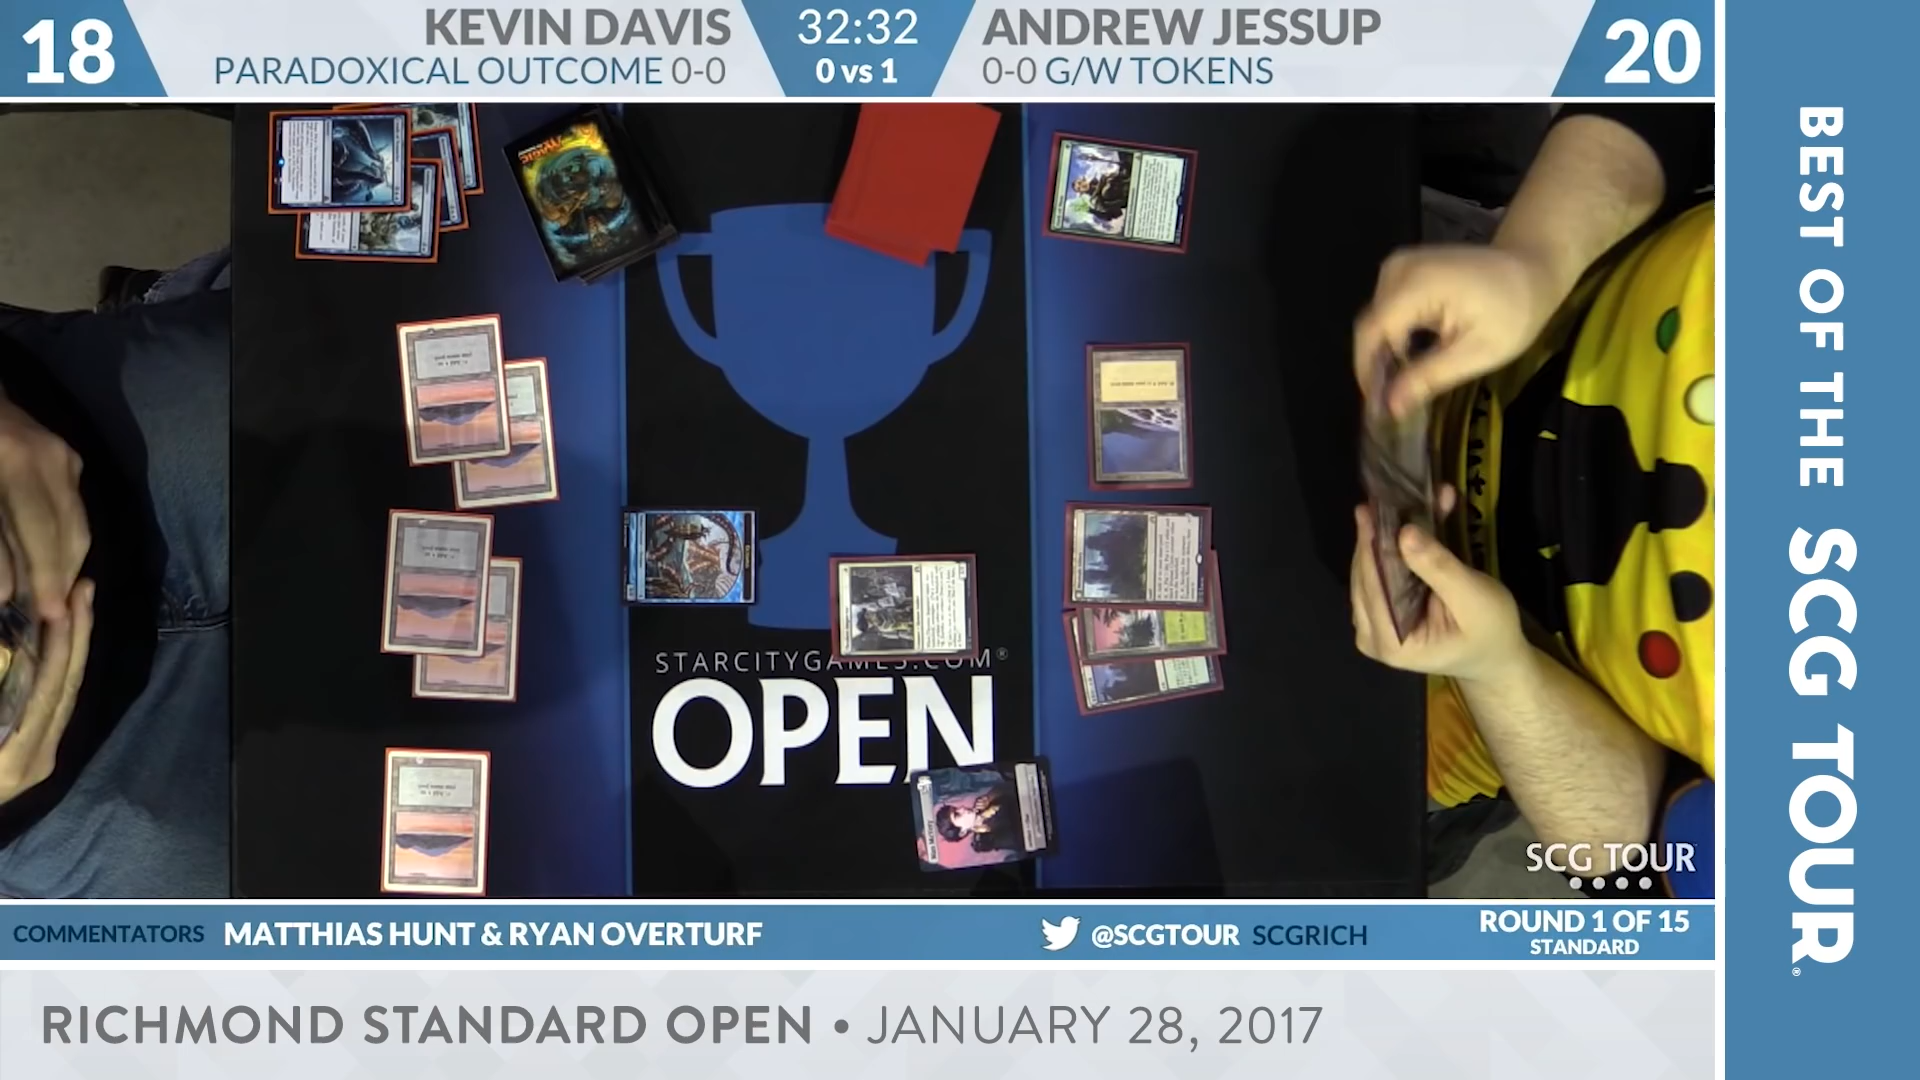 18
KEVIN DAVIS
PARADOXICAL OUTCOME 0-0
32:32
0 vs 1
ANDREW JESSUP
0-0 G/W TOKENS
20
BEST OF THE SCG TOUR®
MAGIC
STARCITYGAMES.COM®
OPEN
SCG TOUR
COMMENTATORS MATTHIAS HUNT & RYAN OVERTURF
@SCGTOUR SCGRICH
ROUND 1 OF 15
STANDARD
RICHMOND STANDARD OPEN • JANUARY 28, 2017